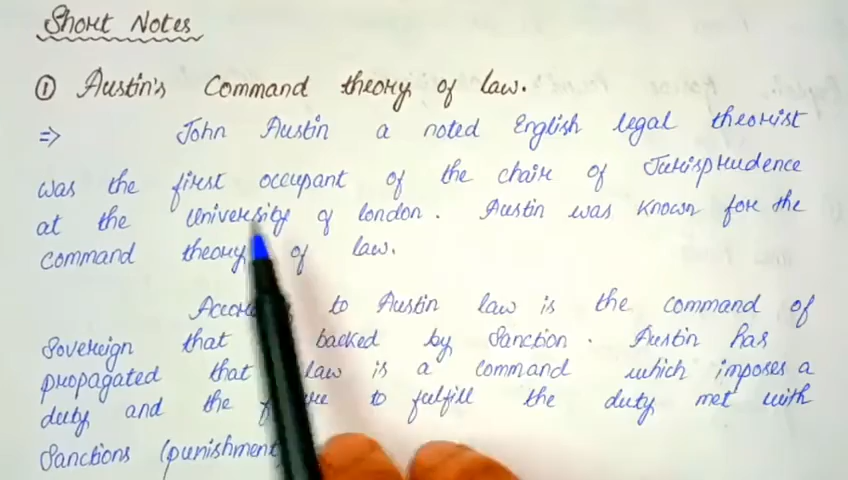 Short Notes
① Austin's Command theory of law.
⇒ John Austin a noted English legal theorist
was the first occupant of the chair of Jurisprudence
at the University of london. Austin was known for the
command theory of law.
to Austin law is the command of
Sovereign that backed by Sanction. Austin has
propagated that law is a command which imposes a
duty and the to fulfill the duty met with
Sanctions (punishment